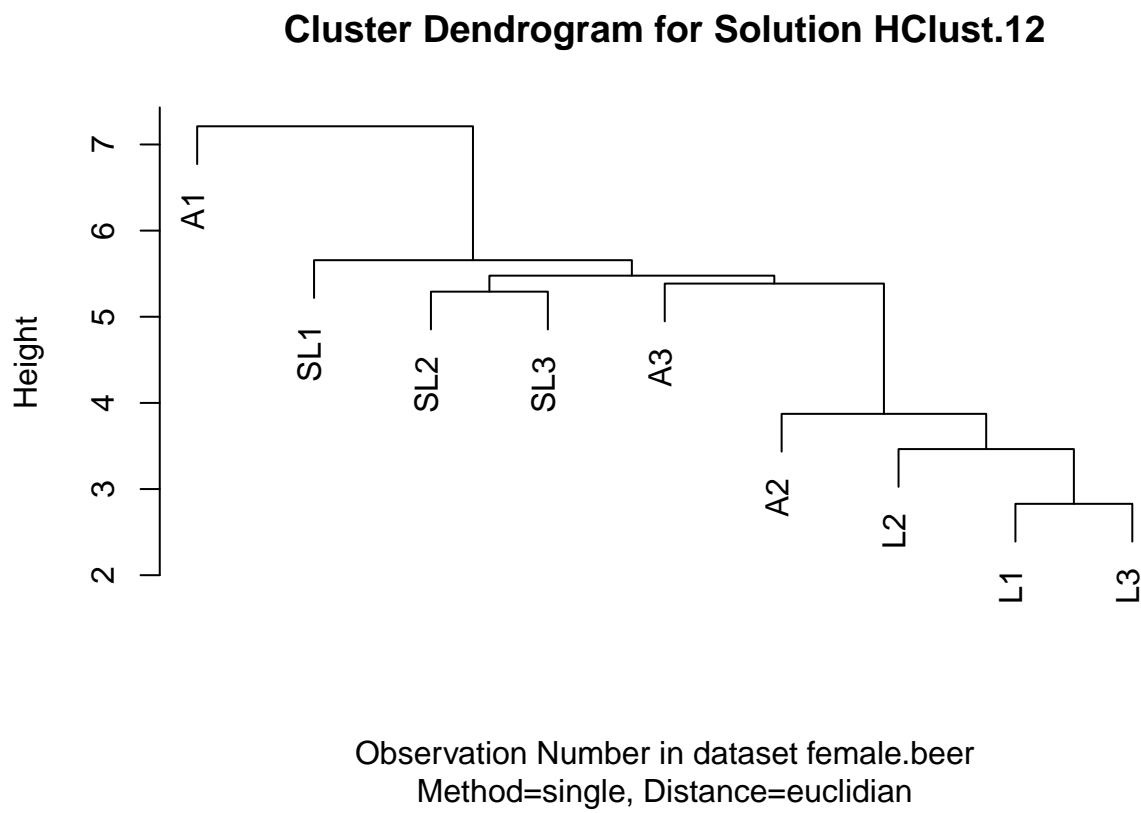 Cluster Dendrogram for Solution HClust.12
Height
7
6
5
4
3
2
A1
SL1
SL2
SL3
A3
A2
L2
L1
L3
Observation Number in dataset female.beer
Method=single, Distance=euclidian